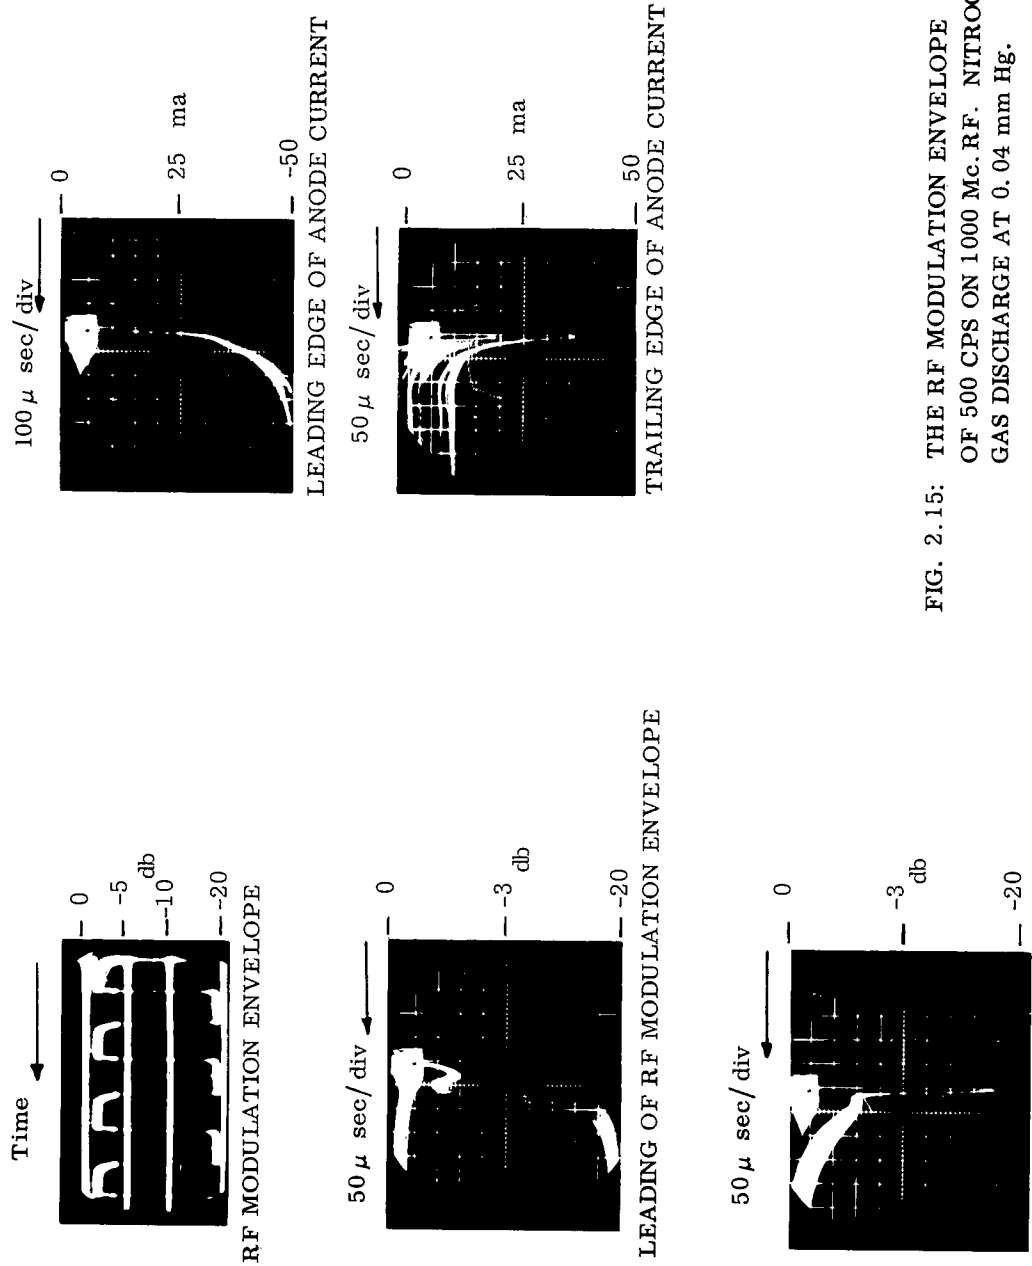 Time
0
-5
db
-10
-20
RF MODULATION ENVELOPE
100 μ sec/div
0
25 ma
-50
LEADING EDGE OF ANODE CURRENT
50 μ sec/div
0
-3 db
-20
LEADING OF RF MODULATION ENVELOPE
50 μ sec/div
0
25 ma
50
TRAILING EDGE OF ANODE CURRENT
50 μ sec/div
0
-3 db
-20
FIG. 2.15: THE RF MODULATION ENVELOPE
OF 500 CPS ON 1000 Mc. RF.
GAS DISCHARGE AT 0.04 mm Hg.